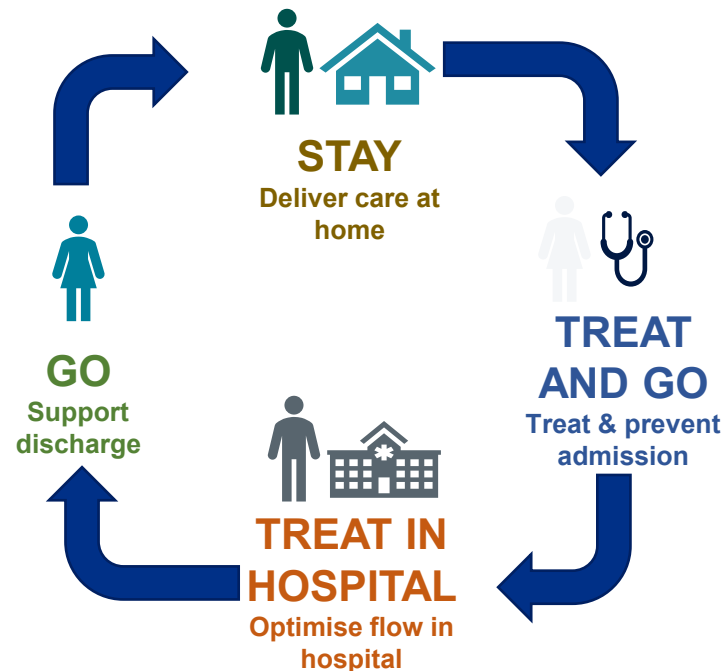 STAY
Deliver care at
home
TREAT
AND GO
Treat & prevent
admission
TREAT IN
HOSPITAL
Optimise flow in
hospital
GO
Support
discharge